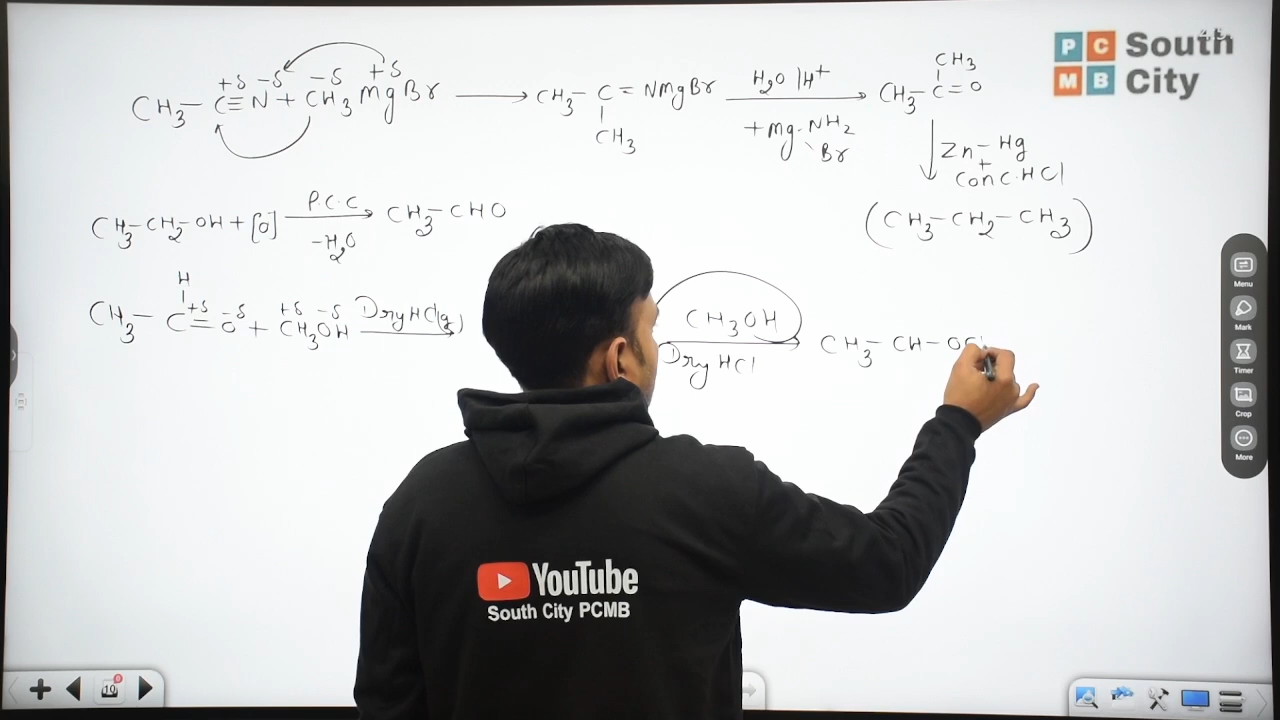 PC MB South City
CH3 – C ≡ N + CH3 MgBr → CH3 – C = NMgBr → CH3 – C = O
+δ –δ –δ +δ
CH3
H2O / H+
+ Mg NH2 Br
CH3
Zn – Hg
+
Conc. HCl
(CH3 – CH2 – CH3)
CH3 – CH2 – OH + [O] → CH3 – CHO
P.C.C
–H2O
H
CH3 – C = O + CH3OH →
+δ –δ +δ –δ
Dry HCl(g)
CH3OH
Dry HCl
CH3 – CH – O
Menu
Mark
Timer
Crop
More
YouTube
South City PCMB
10